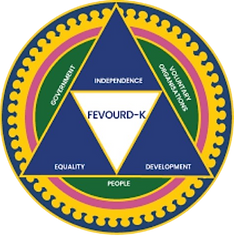 GOVERNMENT
VOLUNTARY
ORGANISATIONS
INDEPENDENCE
FEVOURD-K
EQUALITY
DEVELOPMENT
PEOPLE